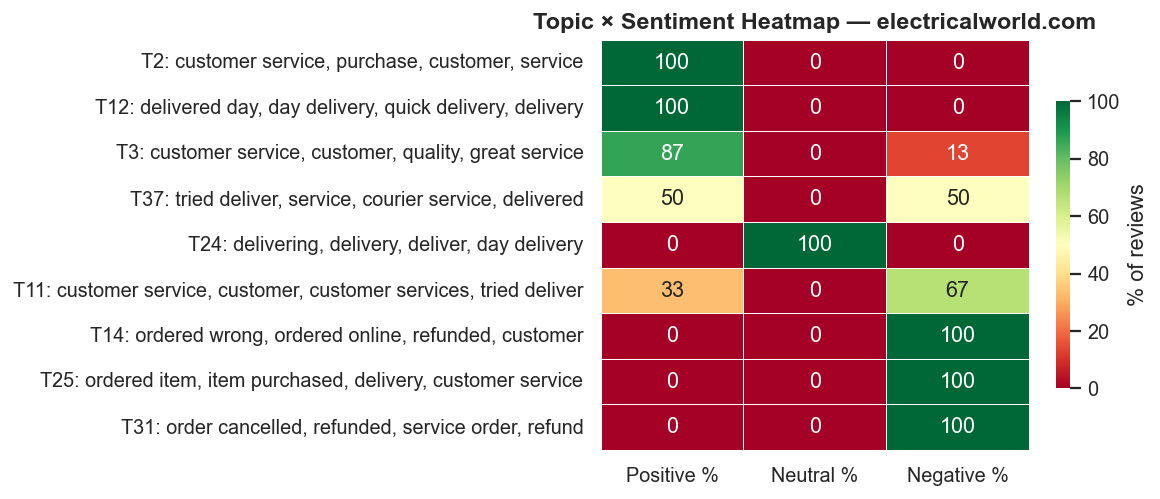 Topic × Sentiment Heatmap — electricalworld.com
T2: customer service, purchase, customer, service 100 0 0
T12: delivered day, day delivery, quick delivery, delivery 100 0 0
T3: customer service, customer, quality, great service 87 0 13
T37: tried deliver, service, courier service, delivered 50 0 50
T24: delivering, delivery, deliver, day delivery 0 100 0
T11: customer service, customer, customer services, tried deliver 33 0 67
T14: ordered wrong, ordered online, refunded, customer 0 0 100
T25: ordered item, item purchased, delivery, customer service 0 0 100
T31: order cancelled, refunded, service order, refund 0 0 100
Positive % Neutral % Negative %
100
80
60
40
20
0
% of reviews